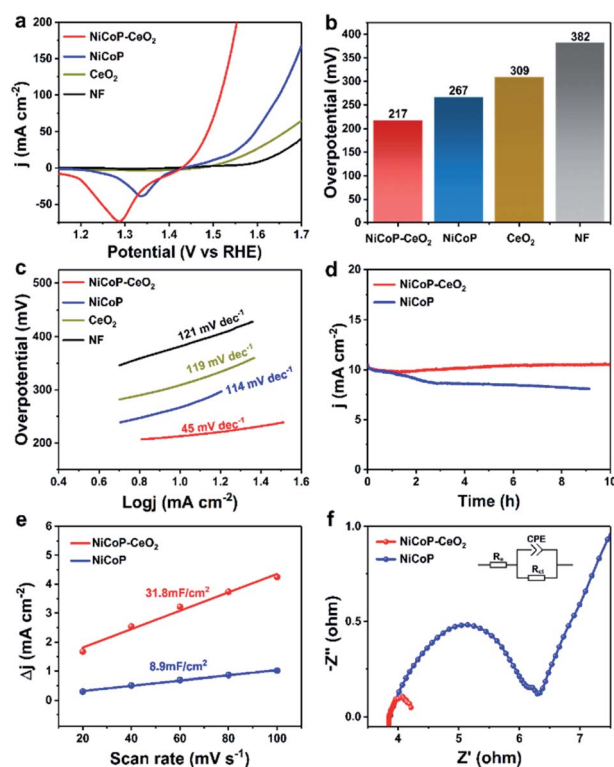 a
NiCoP-CeO₂
NiCoP
CeO₂
NF
j (mA cm⁻²)
200
150
100
50
0
-50
1.2 1.3 1.4 1.5 1.6 1.7
Potential (V vs RHE)
b
Overpotential (mV)
400
350
300
250
200
150
100
50
0
217
267
309
382
NiCoP-CeO₂ NiCoP CeO₂ NF
c
NiCoP-CeO₂
NiCoP
CeO₂
NF
Overpotential (mV)
500
400
300
200
121 mV dec⁻¹
119 mV dec⁻¹
114 mV dec⁻¹
45 mV dec⁻¹
0.4 0.6 0.8 1.0 1.2 1.4 1.6
Logj (mA cm⁻²)
d
NiCoP-CeO₂
NiCoP
j (mA cm⁻²)
20
15
10
5
0
0 2 4 6 8 10
Time (h)
e
NiCoP-CeO₂
NiCoP
Δj (mA cm⁻²)
6
5
4
3
2
1
0
31.8mF/cm²
8.9mF/cm²
20 40 60 80 100
Scan rate (mV s⁻¹)
f
NiCoP-CeO₂
NiCoP
CPE
Rₛ
R꜀ₜ
-Z'' (ohm)
1.0
0.5
0.0
4 5 6 7
Z' (ohm)